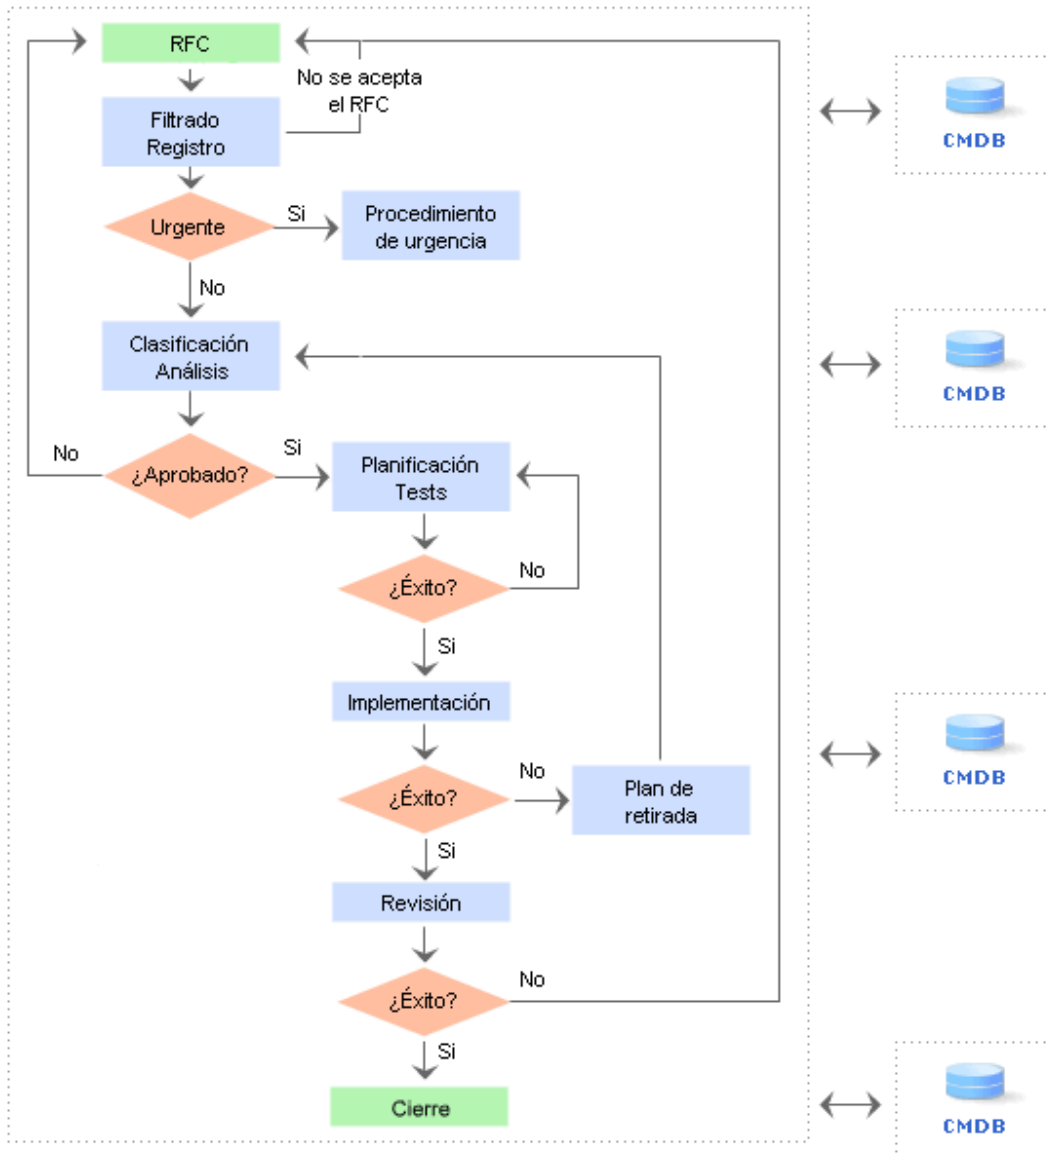 RFC
No se acepta
el RFC
Filtrado
Registro
CMDB
Urgente
Si
Procedimiento
de urgencia
No
Clasificación
Análisis
CMDB
No
¿Aprobado?
Si
Planificación
Tests
¿Éxito?
No
Si
Implementación
¿Éxito?
No
Plan de
retirada
CMDB
Si
Revisión
¿Éxito?
No
Si
Cierre
CMDB